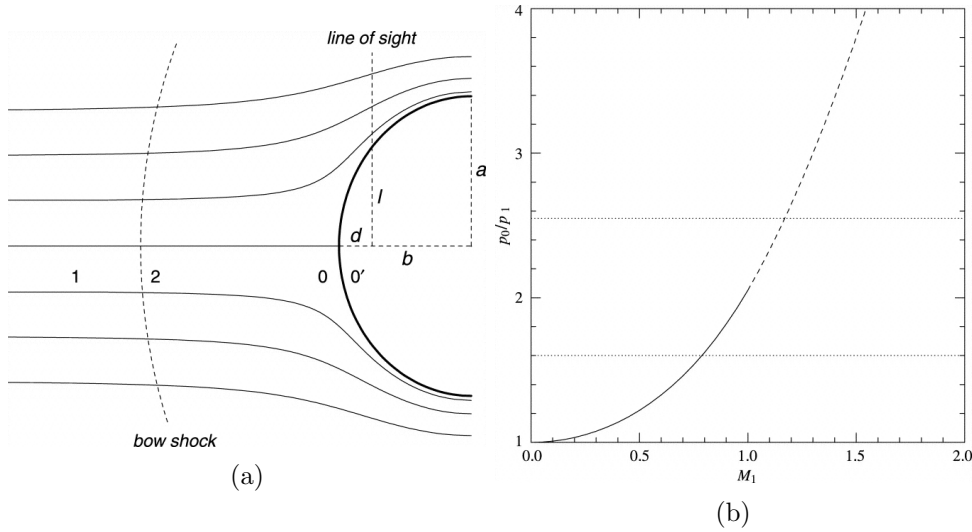 line of sight
a
l
d
b
1
2
0
0′
bow shock
(a)
4
3
2
1
p₀/p₁
0.0
0.5
1.0
1.5
2.0
M₁
(b)